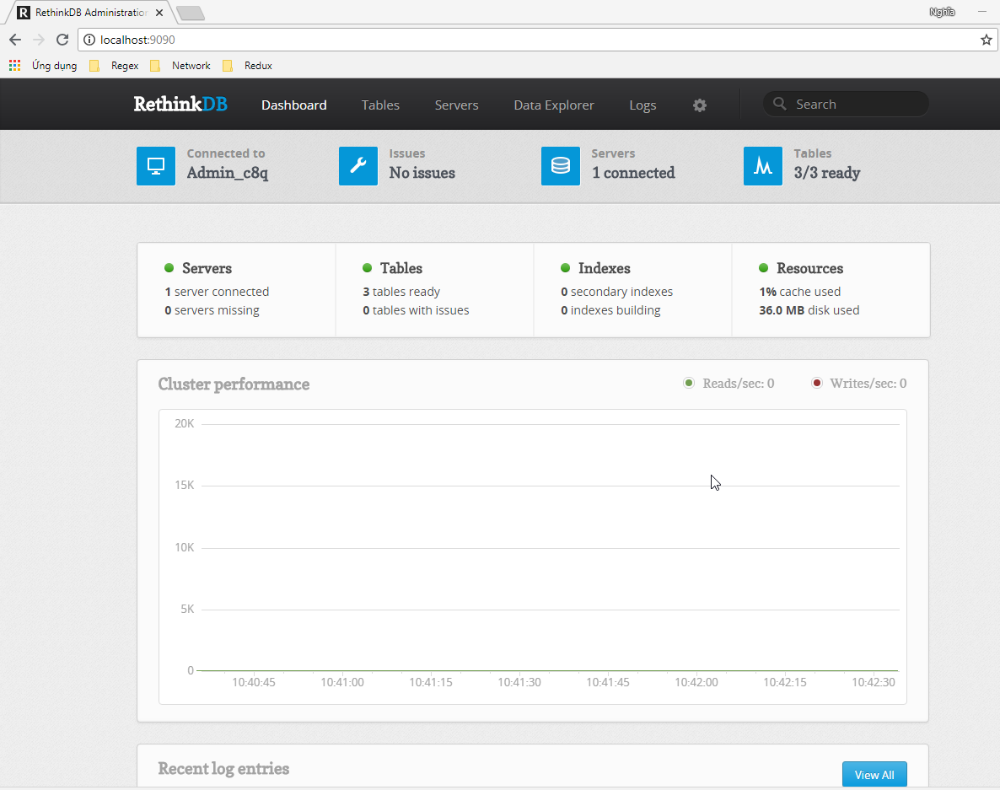 RethinkDB Administration
Nghĩa
localhost:9090
Ứng dụng Regex Network Redux
RethinkDB Dashboard Tables Servers Data Explorer Logs Search
Connected to Issues Servers Tables
Admin_c8q No issues 1 connected 3/3 ready
Servers Tables Indexes Resources
1 server connected 3 tables ready 0 secondary indexes 1% cache used
0 servers missing 0 tables with issues 0 indexes building 36.0 MB disk used
Cluster performance Reads/sec: 0 Writes/sec: 0
20K
15K
10K
5K
0
10:40:45 10:41:00 10:41:15 10:41:30 10:41:45 10:42:00 10:42:15 10:42:30
Recent log entries View All